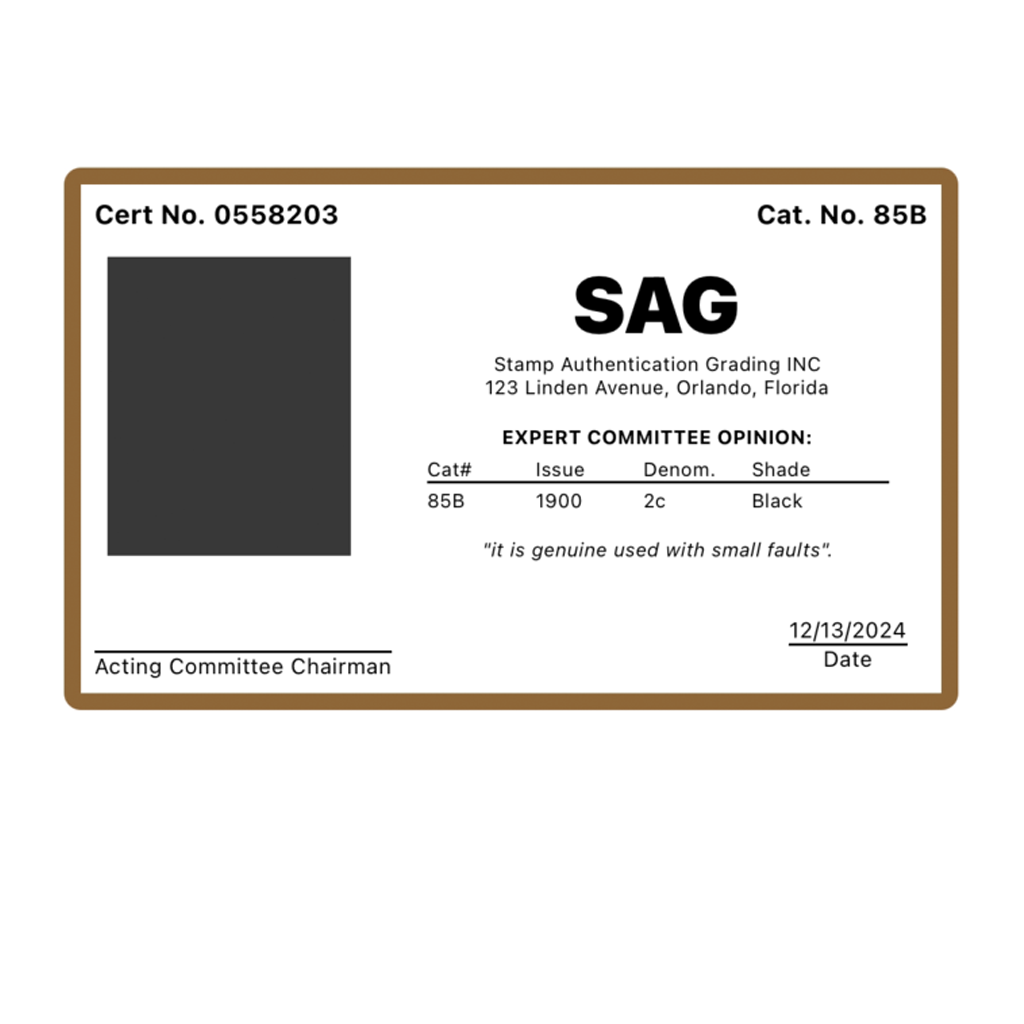 Cert No. 0558203
Cat. No. 85B
SAG
Stamp Authentication Grading INC
123 Linden Avenue, Orlando, Florida
EXPERT COMMITTEE OPINION:
Cat# Issue Denom. Shade
85B 1900 2c Black
"it is genuine used with small faults".
12/13/2024
Date
Acting Committee Chairman